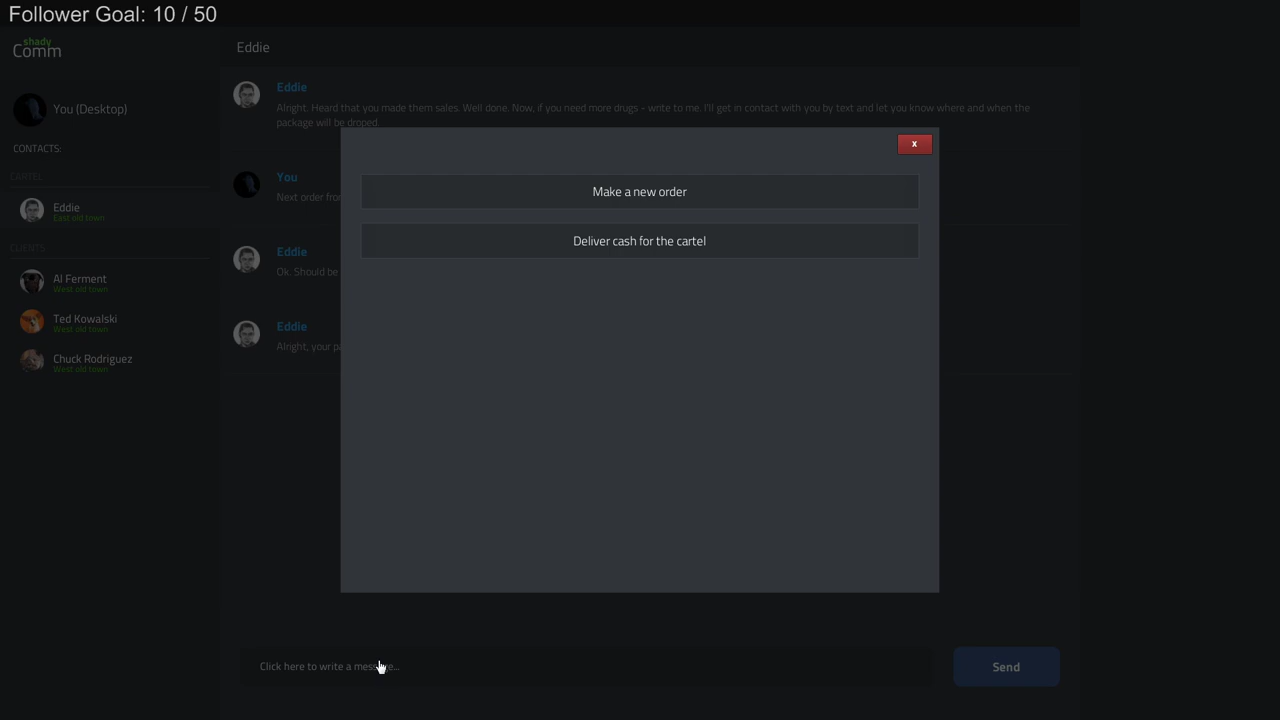 Follower Goal: 10 / 50
shady
Comm
Eddie
You (Desktop)
CONTACTS:
CARTEL
Eddie
East old town
CLIENTS
Al Ferment
West old town
Ted Kowalski
West old town
Chuck Rodriguez
West old town
Eddie
Alright. Heard that you made them sales. Well done. Now, if you need more drugs - write to me. I'll get in contact with you by text and let you know where and when the
package will be droped.
You
Next order
Eddie
Ok. Should be
Eddie
Alright, your
x
Make a new order
Deliver cash for the cartel
Click here to write a
Send